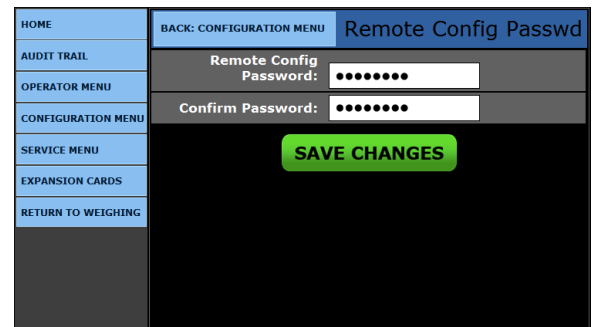 HOME
AUDIT TRAIL
OPERATOR MENU
CONFIGURATION MENU
SERVICE MENU
EXPANSION CARDS
RETURN TO WEIGHING
BACK: CONFIGURATION MENU
Remote Config Passwd
Remote Config
Password: ●●●●●●●●
Confirm Password: ●●●●●●●●
SAVE CHANGES